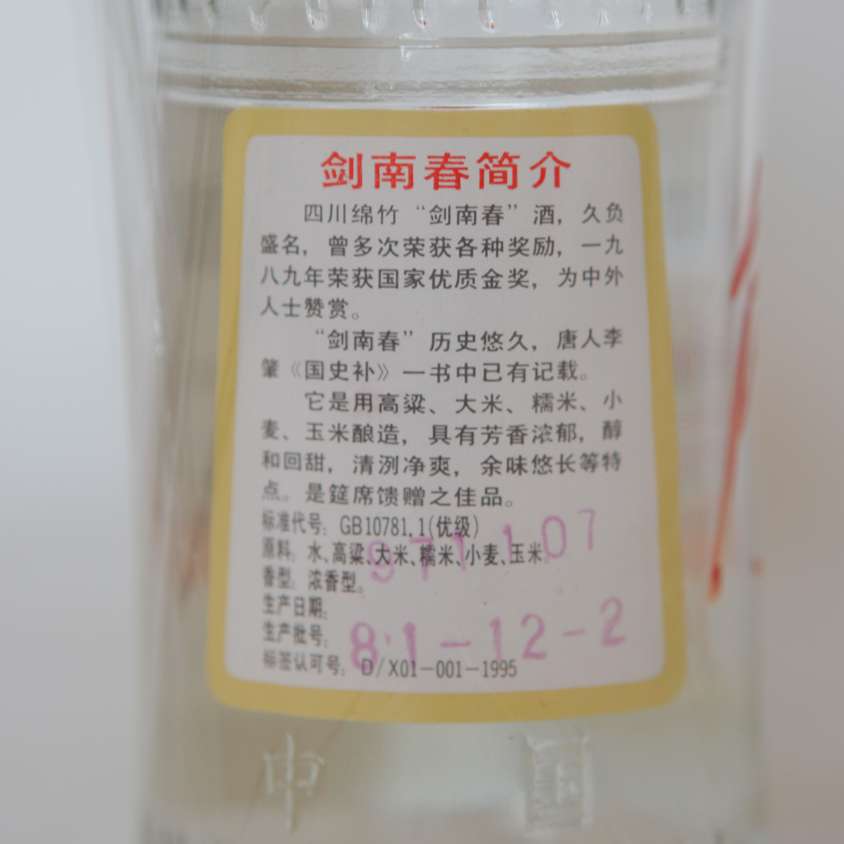 剑南春简介
四川绵竹“剑南春”酒，久负
盛名，曾多次荣获各种奖励，一九
八九年荣获国家优质金奖，为中外
人士赞赏。
“剑南春”历史悠久，唐人李
肇《国史补》一书中已有记载。
它是用高粱、大米、糯米、小
麦、玉米酿造，具有芳香浓郁，醇
和回甜，清洌净爽，余味悠长等特
点。是筵席馈赠之佳品。
标准代号：GB10781.1(优级)
原料：水、高粱、大米、糯米、小麦、玉米
香型：浓香型。
生产日期：971107
生产批号：81-12-2
标签认可号：D/X01-001-1995
中国